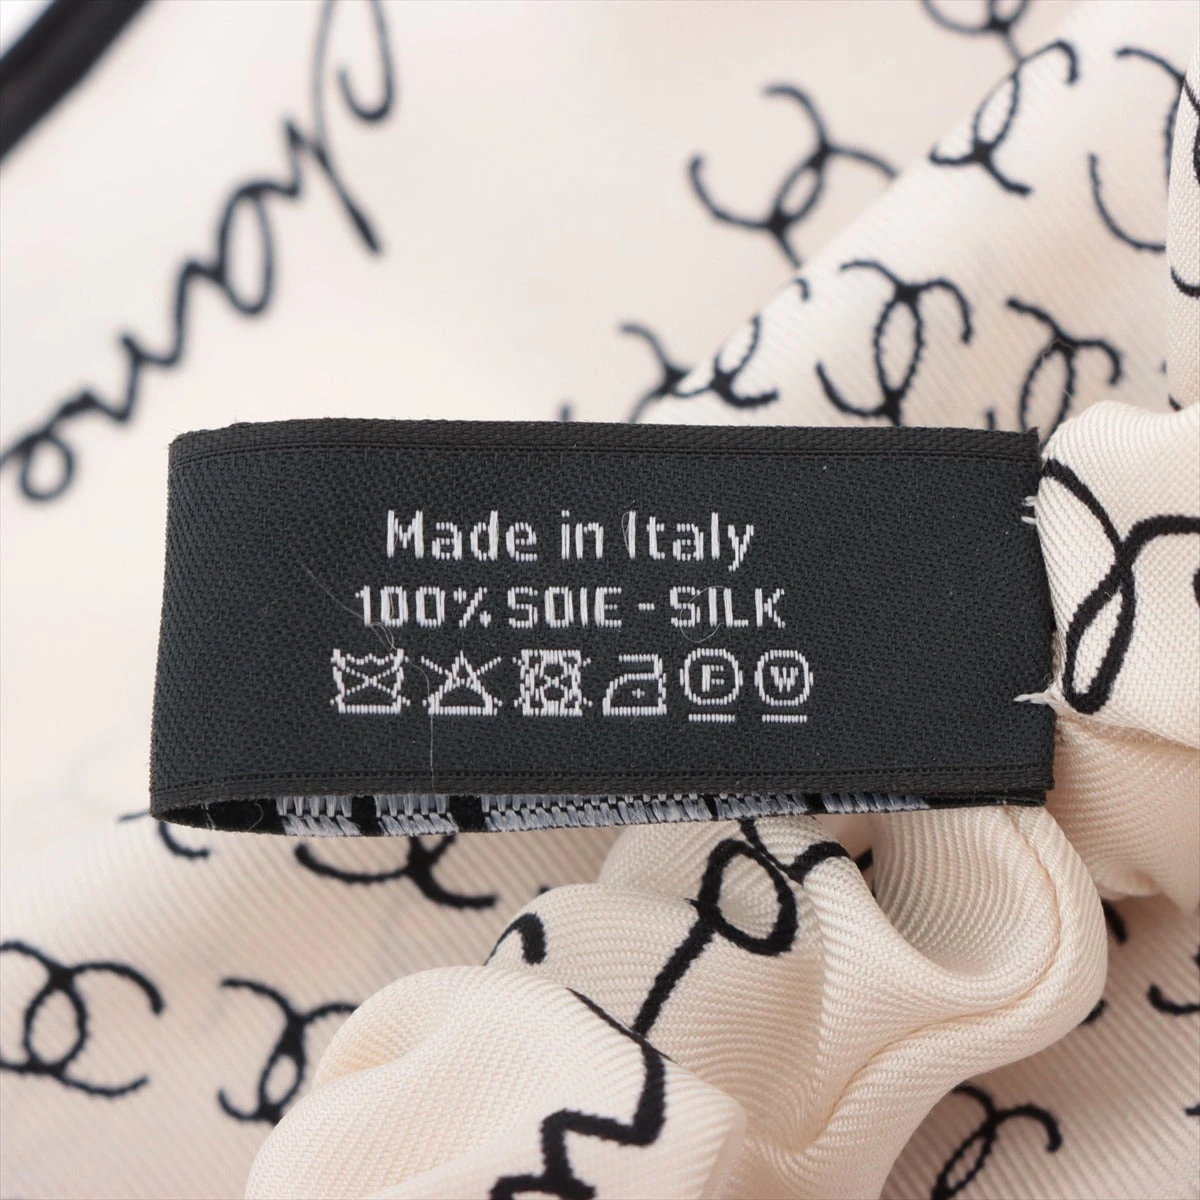 Made in Italy
100% SOIE - SILK
F W